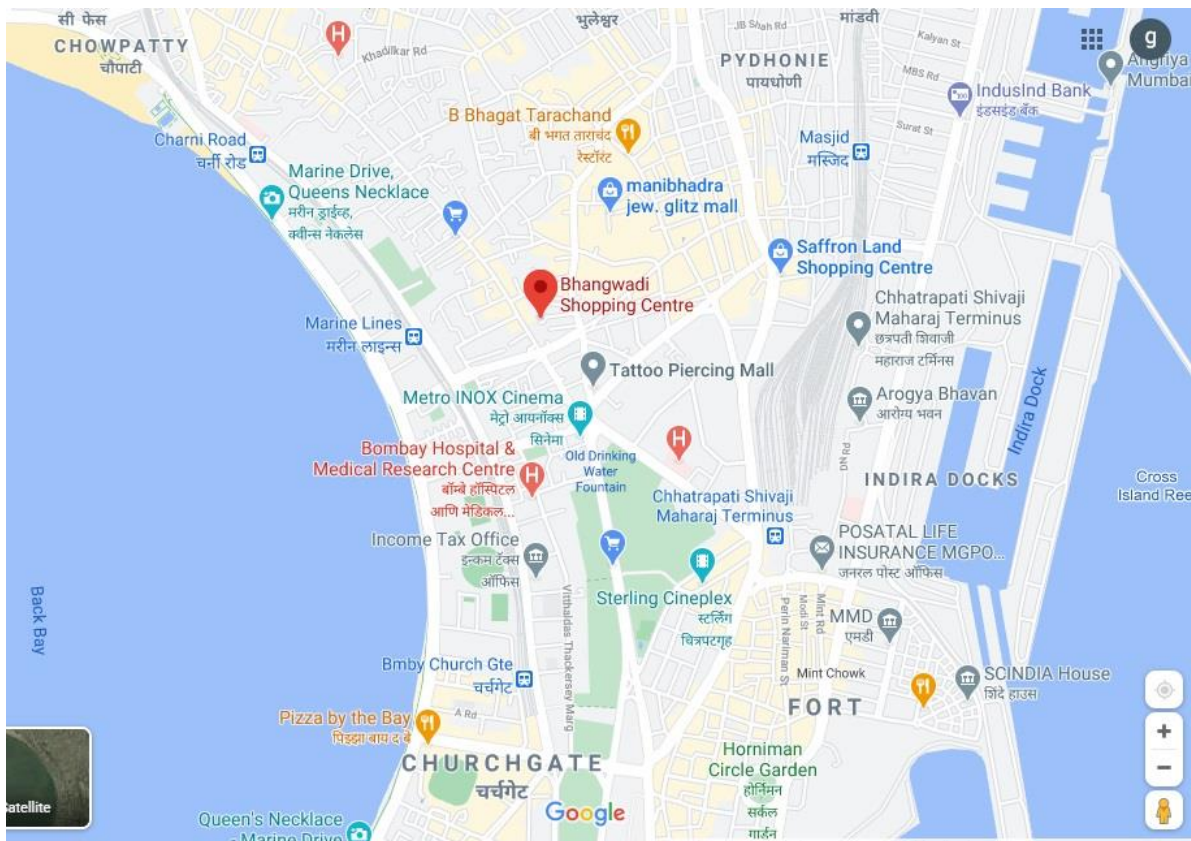 सी फेस
CHOWPATTY
चौपाटी
H
Khadilkar Rd
भुलेश्वर
JB Shah Rd
मांडवी
Kalyan St
g
PYDHONIE
पायधोणी
MBS Rd
Angriya
Mumbai
IndusInd Bank
इंडसइंड बँक
Surat St
B Bhagat Tarachand
बी भगत ताराचंद
रेस्टॉरंट
Charni Road
चर्नी रोड
Masjid
मस्जिद
Marine Drive,
Queens Necklace
मरीन ड्राईव्ह,
क्वीन्स नेकलेस
manibhadra
jew. glitz mall
Saffron Land
Shopping Centre
Bhangwadi
Shopping Centre
Marine Lines
मरीन लाइन्स
Chhatrapati Shivaji
Maharaj Terminus
छत्रपती शिवाजी
महाराज टर्मिनस
Tattoo Piercing Mall
Metro INOX Cinema
मेट्रो आयनॉक्स
सिनेमा
Arogya Bhavan
आरोग्य भवन
Indira Dock
Bombay Hospital &
Medical Research Centre
बॉम्बे हॉस्पिटल
आणि मेडिकल...
H
Old Drinking
Water
Fountain
H
DN Rd
INDIRA DOCKS
Cross
Island Ree
Chhatrapati Shivaji
Maharaj Terminus
Income Tax Office
इन्कम टॅक्स
ऑफिस
POSATAL LIFE
INSURANCE MGPO...
जनरल पोस्ट ऑफिस
Back Bay
Vitthaldas Thackersey Marg
Sterling Cineplex
स्टर्लिंग
चित्रपटगृह
Perin Nariman St
Modi St
Mint Rd
MMD
एमडी
Bmby Church Gte
चर्चगेट
Mint Chowk
SCINDIA House
शिंदे हाउस
FORT
Pizza by the Bay
पिझ्झा बाय द बे
A Rd
CHURCHGATE
चर्चगेट
Horniman
Circle Garden
हॉर्निमन
सर्कल
गार्डन
Satellite
Google
Queen's Necklace
- Marine Drive
+
−